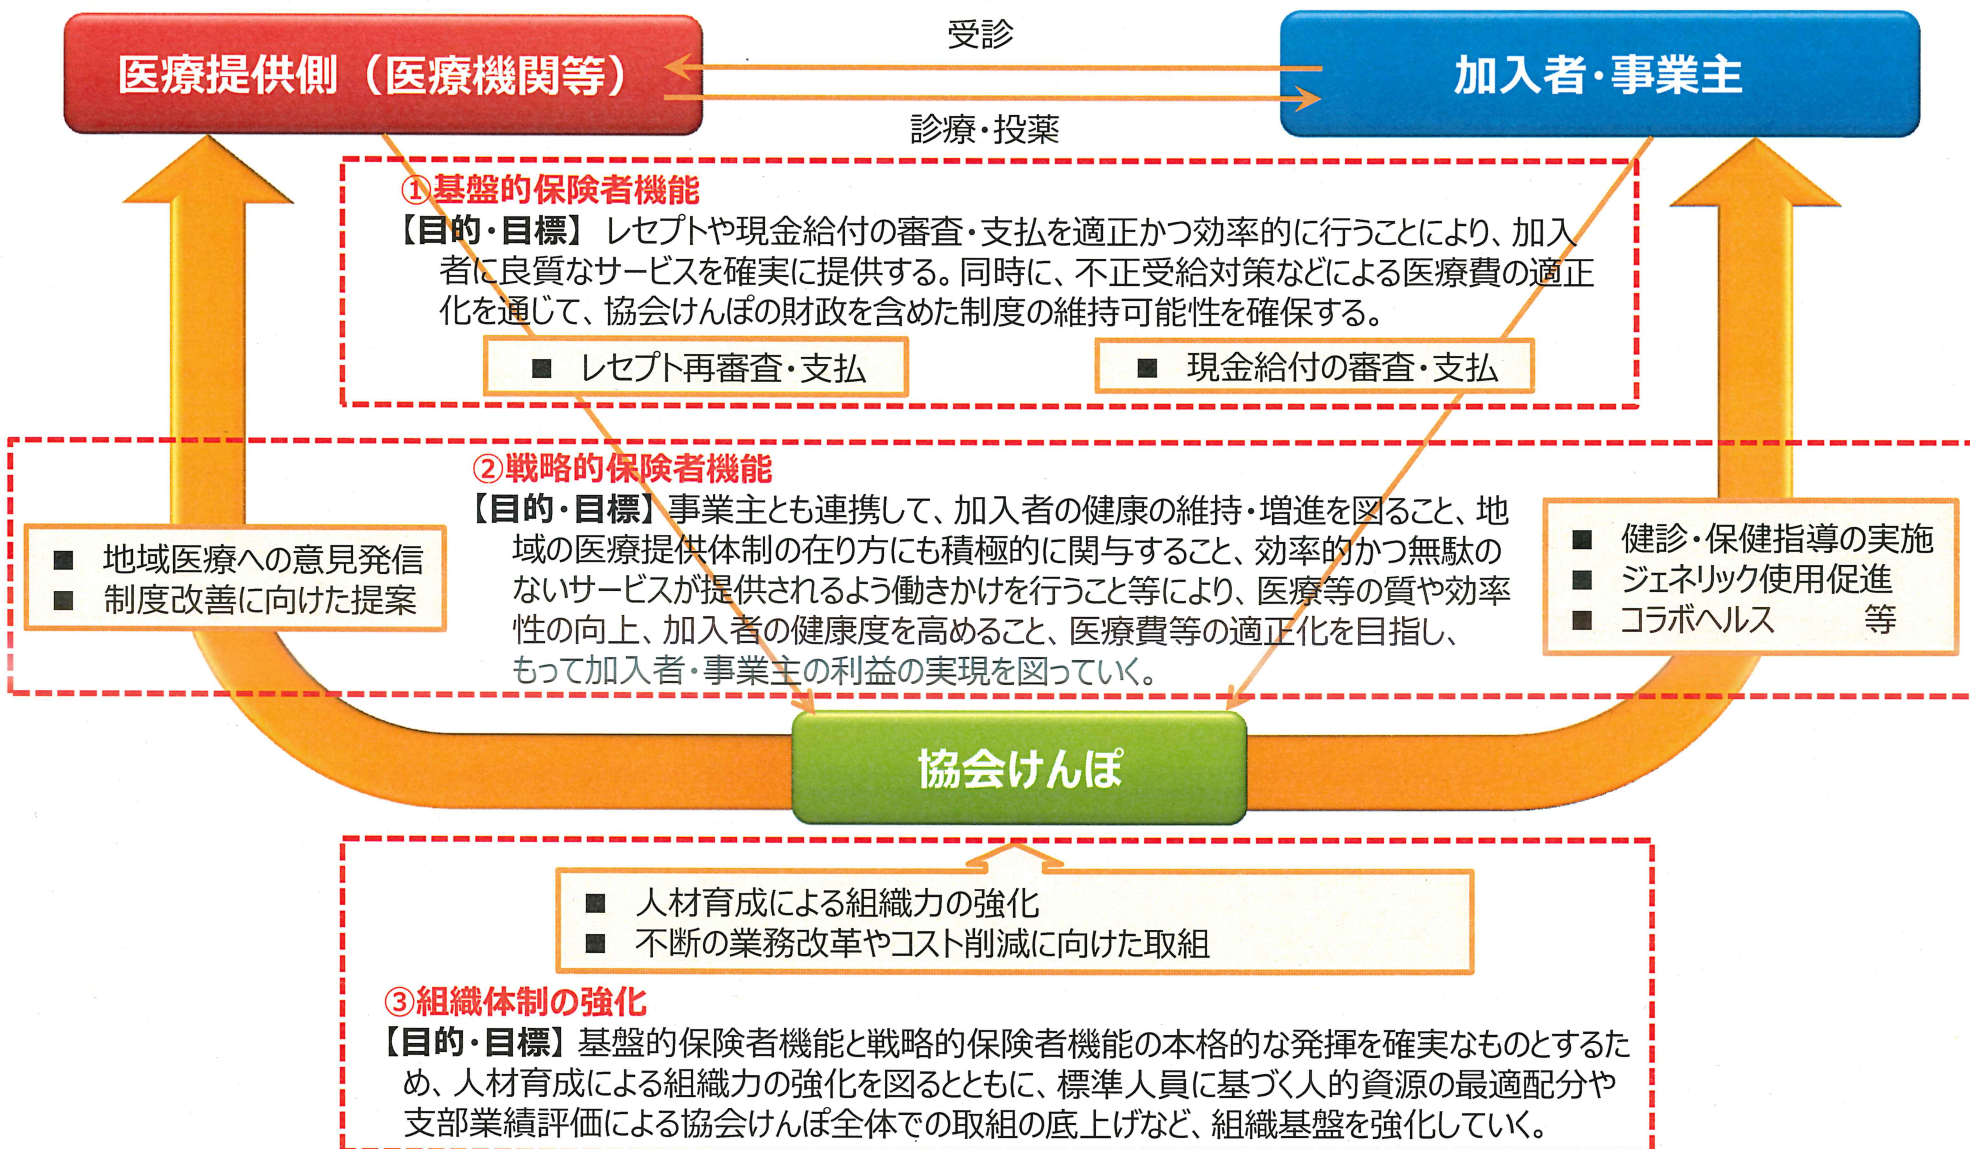 医療提供側（医療機関等）
受診
加入者・事業主
診療・投薬
①基盤的保険者機能
【目的・目標】 レセプトや現金給付の審査・支払を適正かつ効率的に行うことにより、加入
者に良質なサービスを確実に提供する。同時に、不正受給対策などによる医療費の適正
化を通じて、協会けんぽの財政を含めた制度の維持可能性を確保する。
■ レセプト再審査・支払
■ 現金給付の審査・支払
②戦略的保険者機能
【目的・目標】事業主とも連携して、加入者の健康の維持・増進を図ること、地
域の医療提供体制の在り方にも積極的に関与すること、効率的かつ無駄の
ないサービスが提供されるよう働きかけを行うこと等により、医療等の質や効率
性の向上、加入者の健康度を高めること、医療費等の適正化を目指し、
もって加入者・事業主の利益の実現を図っていく。
■ 地域医療への意見発信
■ 制度改善に向けた提案
■ 健診・保健指導の実施
■ ジェネリック使用促進
■ コラボヘルス 等
協会けんぽ
■ 人材育成による組織力の強化
■ 不断の業務改革やコスト削減に向けた取組
③組織体制の強化
【目的・目標】基盤的保険者機能と戦略的保険者機能の本格的な発揮を確実なものとするた
め、人材育成による組織力の強化を図るとともに、標準人員に基づく人的資源の最適配分や
支部業績評価による協会けんぽ全体での取組の底上げなど、組織基盤を強化していく。